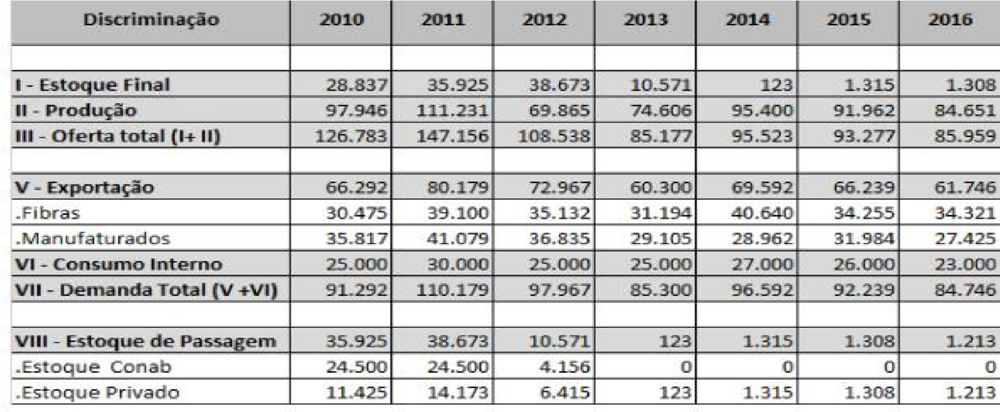 Discriminação 2010 2011 2012 2013 2014 2015 2016
I - Estoque Final 28.837 35.925 38.673 10.571 123 1.315 1.308
II - Produção 97.946 111.231 69.865 74.606 95.400 91.962 84.651
III - Oferta total (I+ II) 126.783 147.156 108.538 85.177 95.523 93.277 85.959
V - Exportação 66.292 80.179 72.967 60.300 69.592 66.239 61.746
.Fibras 30.475 39.100 35.132 31.194 40.640 34.255 34.321
.Manufaturados 35.817 41.079 36.835 29.105 28.962 31.984 27.425
VI - Consumo Interno 25.000 30.000 25.000 25.000 27.000 26.000 23.000
VII - Demanda Total (V +VI) 91.292 110.179 97.967 85.300 96.592 92.239 84.746
VIII - Estoque de Passagem 35.925 38.673 10.571 123 1.315 1.308 1.213
.Estoque Conab 24.500 24.500 4.156 0 0 0 0
.Estoque Privado 11.425 14.173 6.415 123 1.315 1.308 1.213